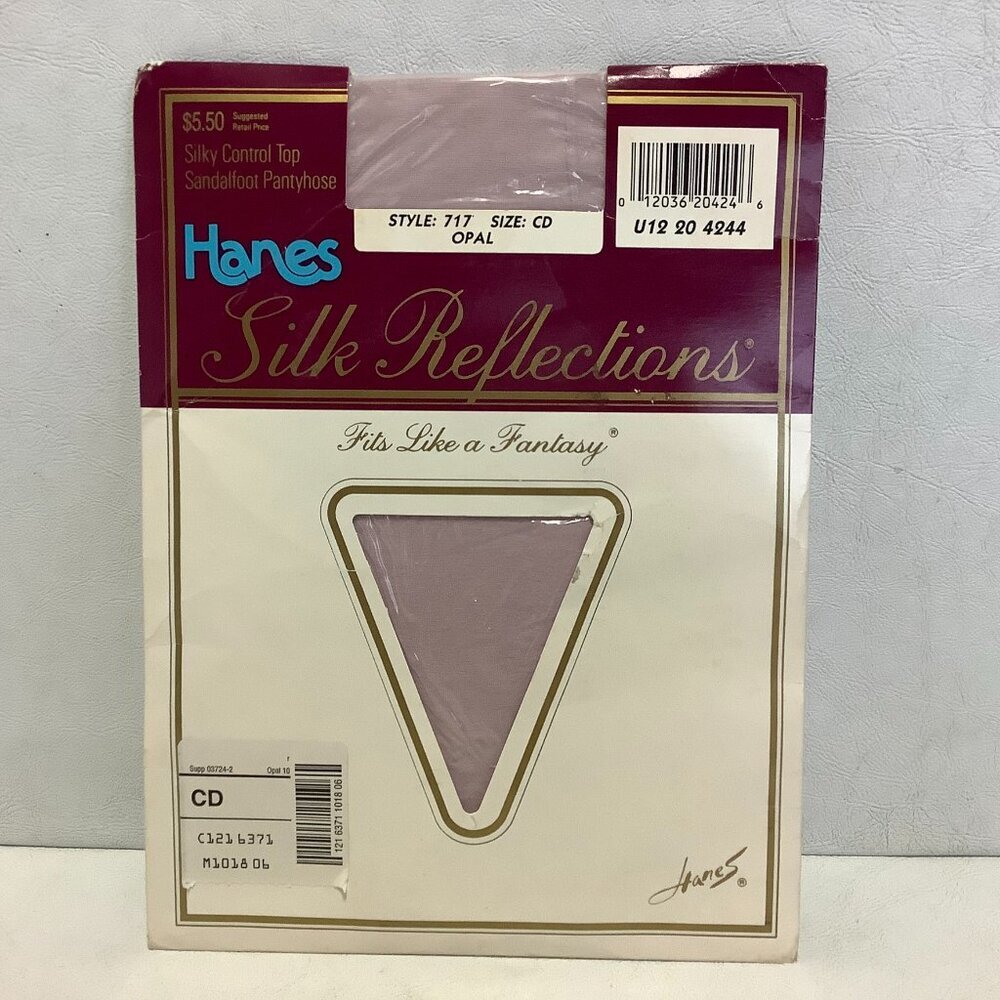 $5.50 Suggested
Retail Price
Silky Control Top
Sandalfoot Pantyhose
STYLE: 717 SIZE: CD
OPAL
0 12036 20424 6
U12 20 4244
Hanes
Silk Reflections®
Fits Like a Fantasy®
r
Supp 03724-2 Opal 10
CD
C121 6371
M1018 06
121 6371 1018 06
Hanes®